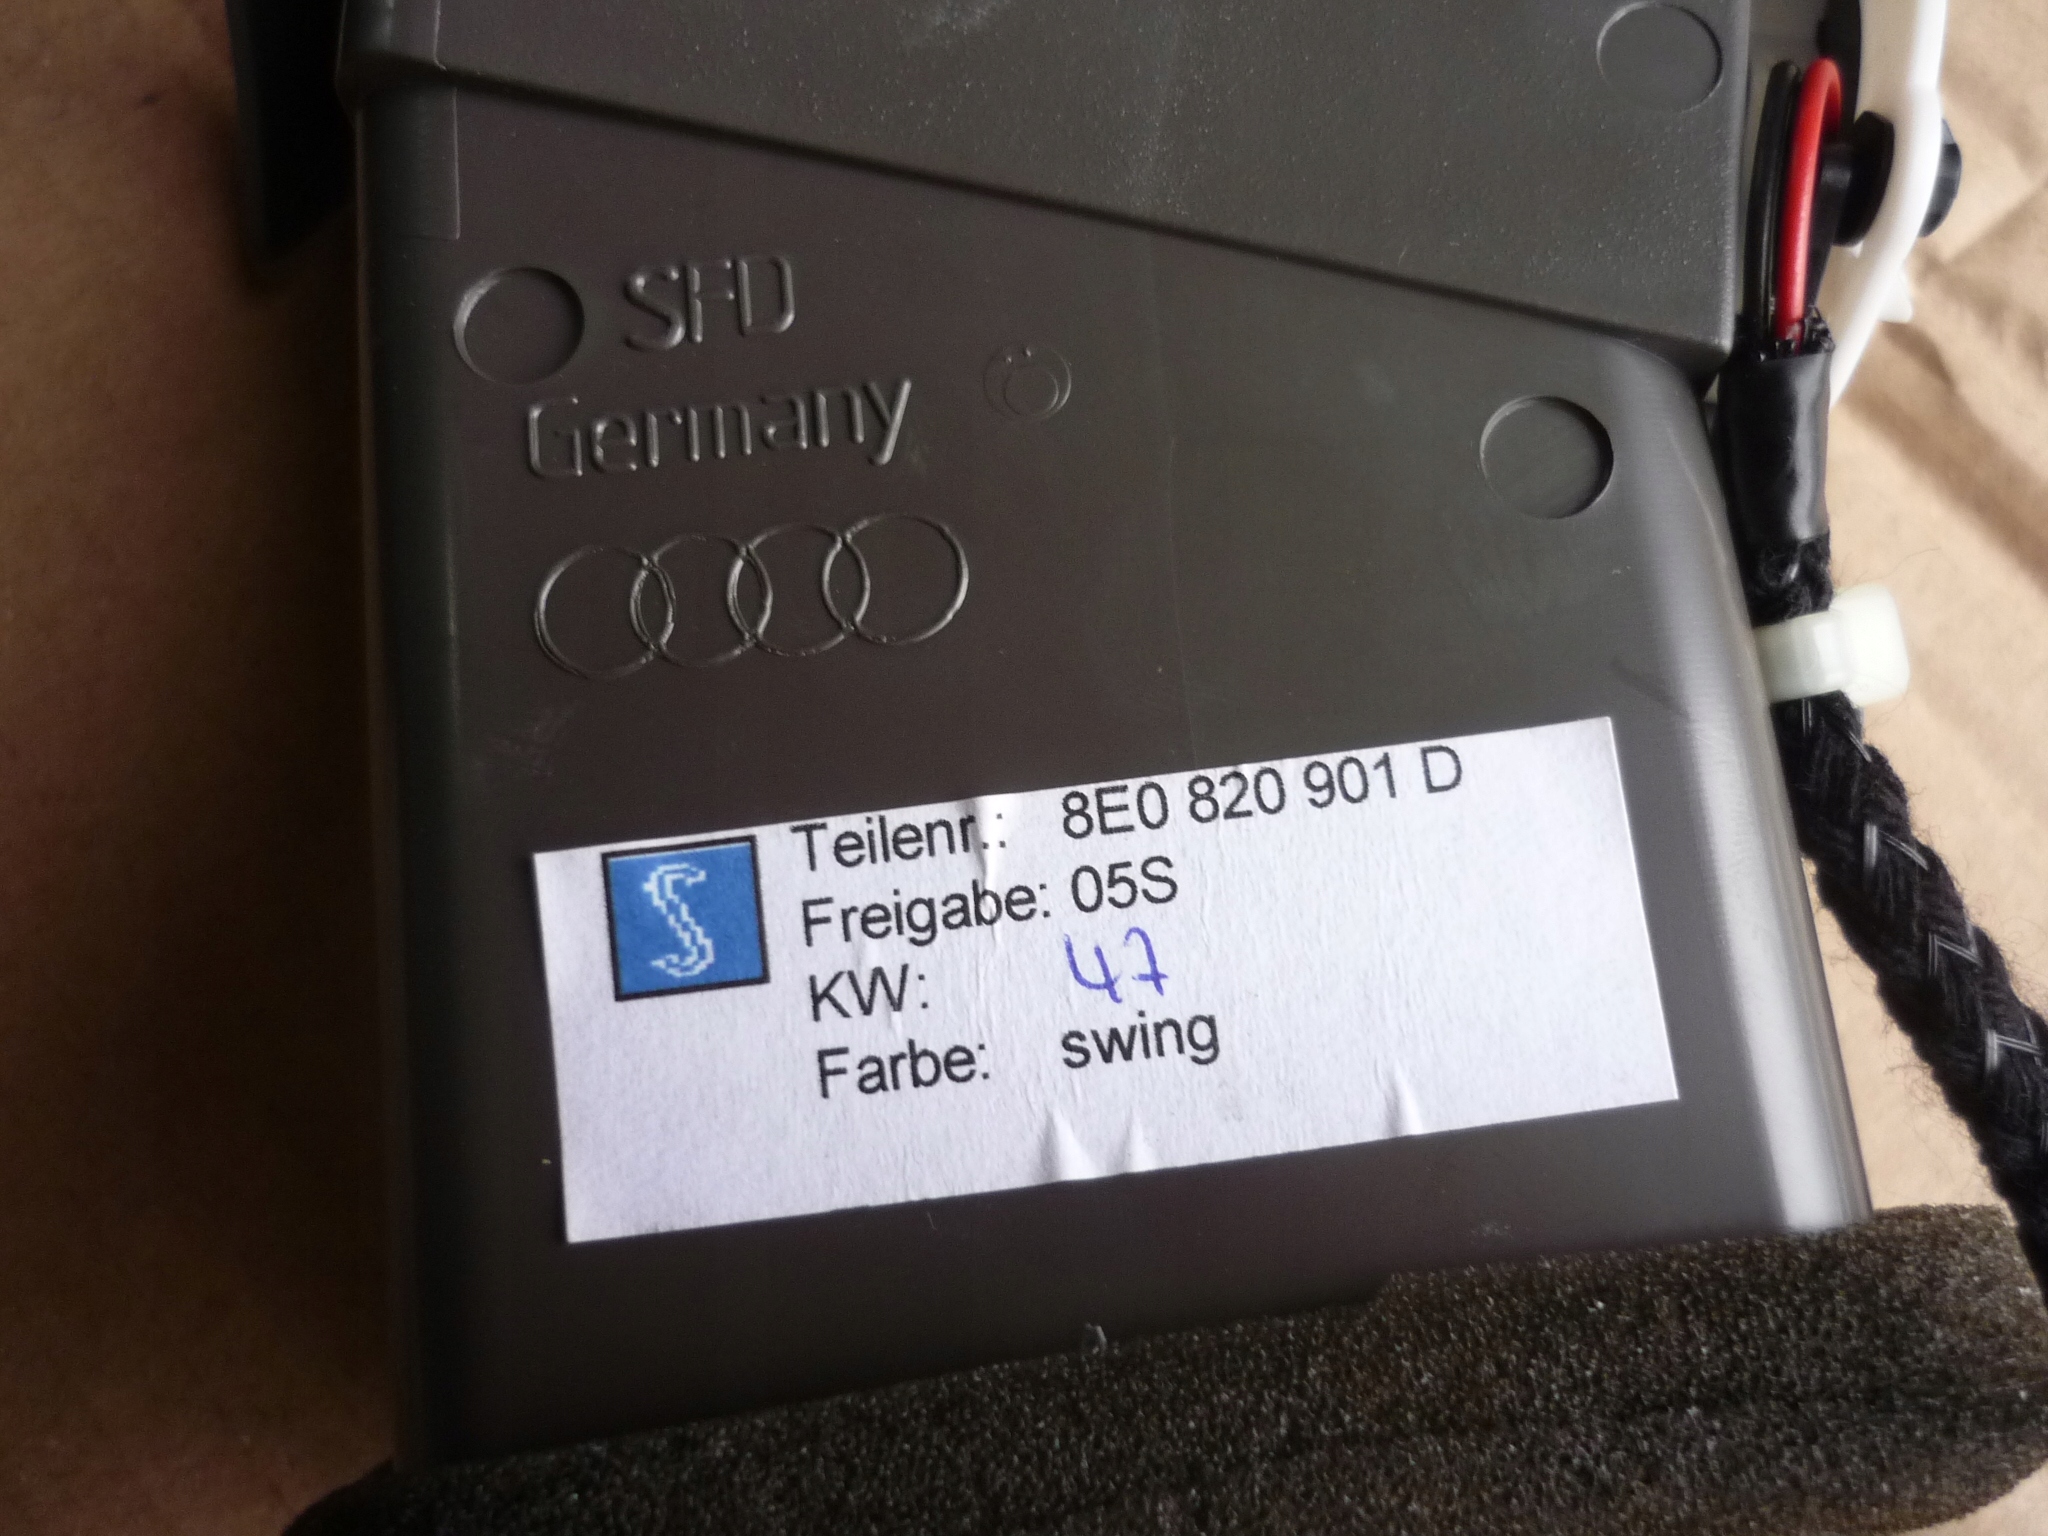 SFD
Germany
Teilenr.: 8E0 820 901 D
Freigabe: 05S
KW: 47
Farbe: swing